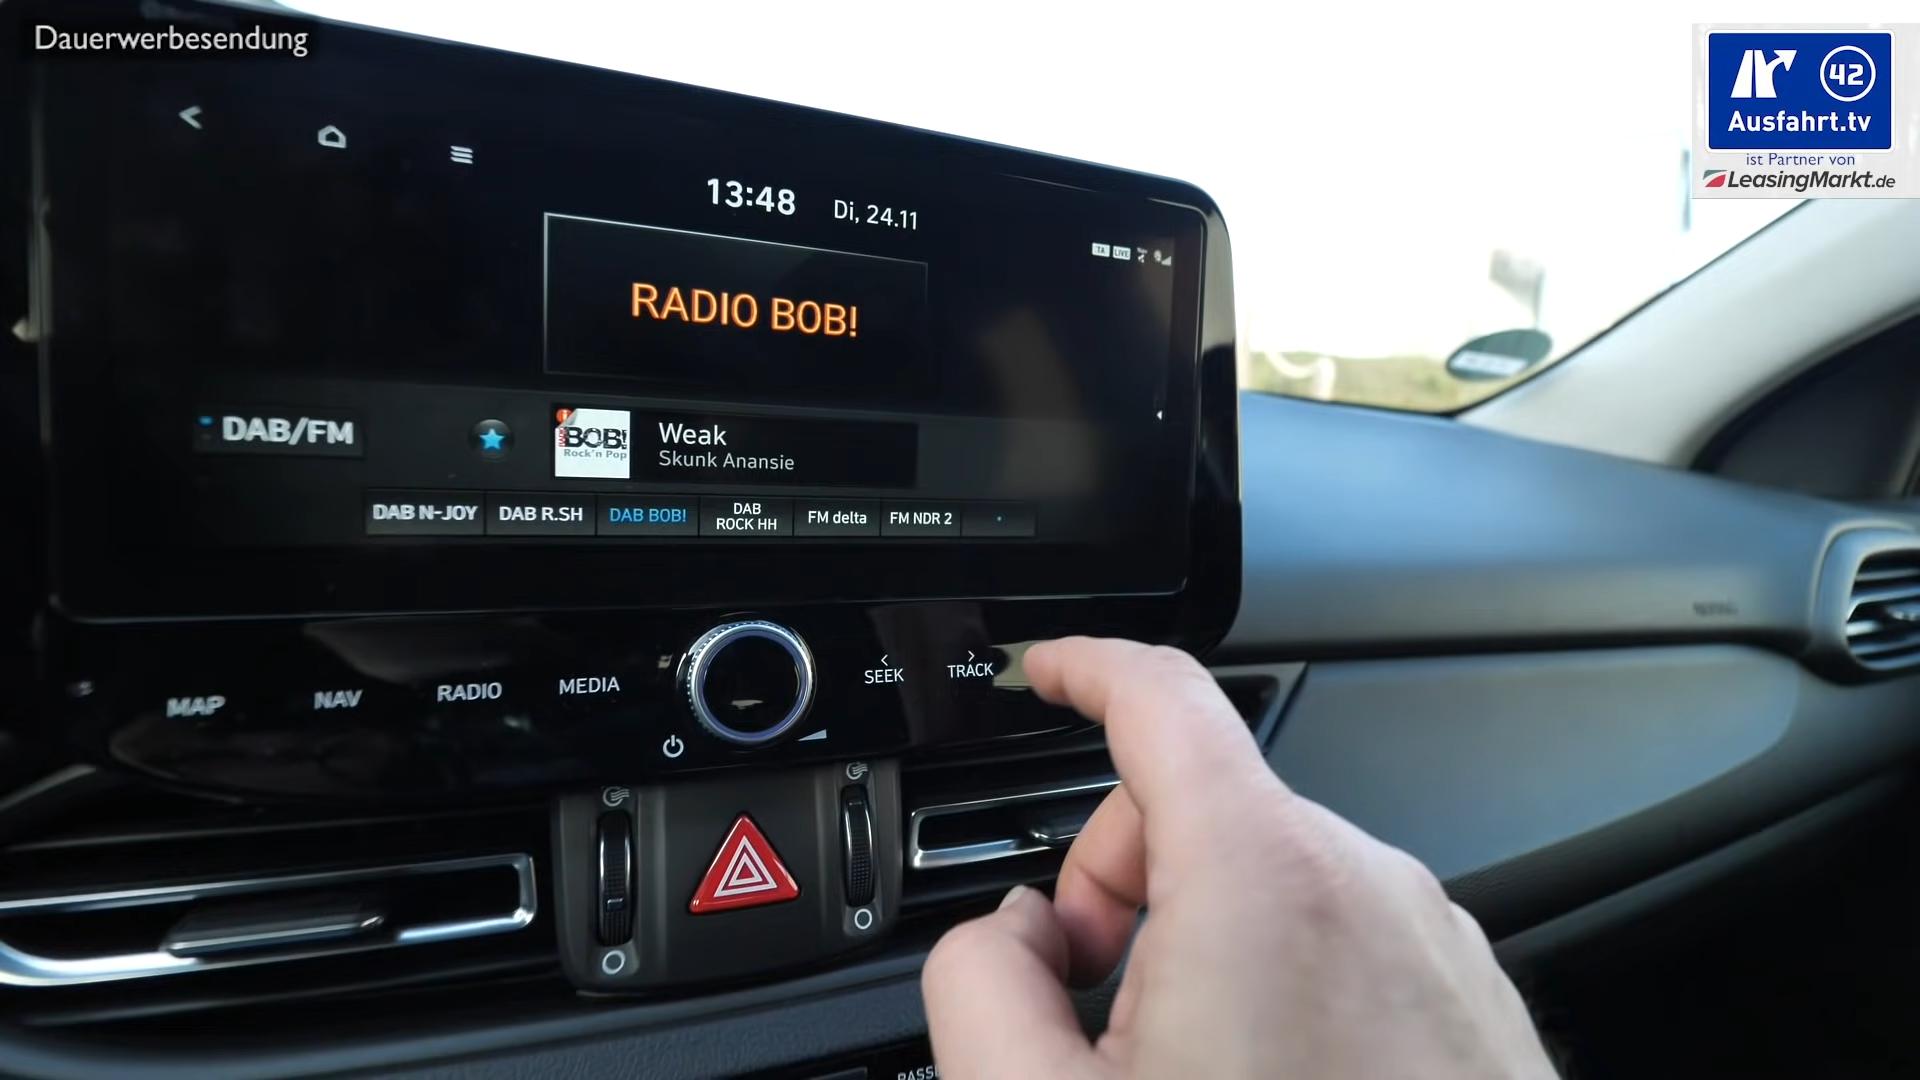 Dauerwerbesendung
42
Ausfahrt.tv
ist Partner von
LeasingMarkt.de
13:48
Di, 24.11
TA
LIVE
RADIO BOB!
DAB/FM
BOB!
Rock'n Pop
Weak
Skunk Anansie
DAB N-JOY
DAB R.SH
DAB BOB!
DAB
ROCK HH
FM delta
FM NDR 2
MAP
NAV
RADIO
MEDIA
< SEEK
> TRACK